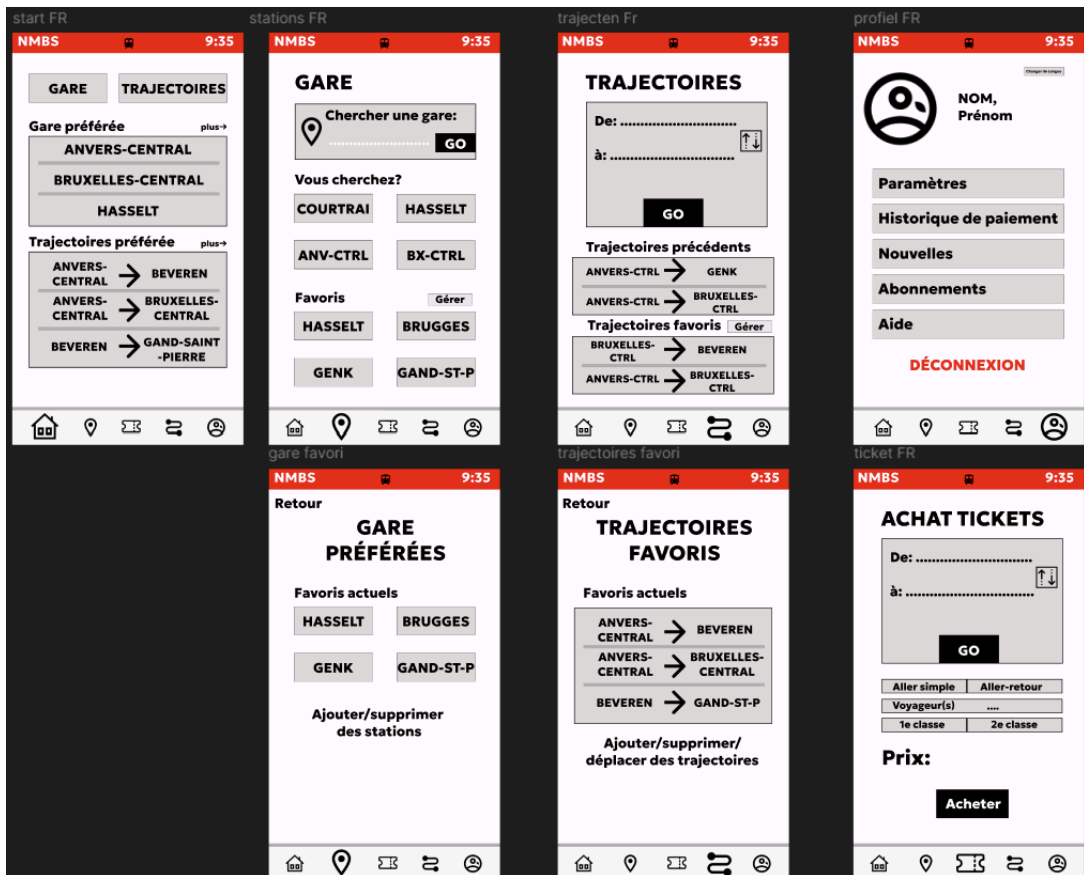 start FR
NMBS 9:35
GARE TRAJECTOIRES
Gare préférée plus→
ANVERS-CENTRAL
BRUXELLES-CENTRAL
HASSELT
Trajectoires préférée plus→
ANVERS-
CENTRAL → BEVEREN
ANVERS-
CENTRAL → BRUXELLES-
CENTRAL
BEVEREN → GAND-SAINT
-PIERRE
stations FR
NMBS 9:35
GARE
Chercher une gare:
................................ GO
Vous cherchez?
COURTRAI HASSELT
ANV-CTRL BX-CTRL
Favoris Gérer
HASSELT BRUGGES
GENK GAND-ST-P
trajecten Fr
NMBS 9:35
TRAJECTOIRES
De: ..............................
à: ................................
GO
Trajectoires précédents
ANVERS-CTRL → GENK
ANVERS-CTRL → BRUXELLES-
CTRL
Trajectoires favoris Gérer
BRUXELLES-
CTRL → BEVEREN
ANVERS-CTRL → BRUXELLES-
CTRL
profiel FR
NMBS 9:35
Changer de langue
NOM,
Prénom
Paramètres
Historique de paiement
Nouvelles
Abonnements
Aide
DÉCONNEXION
gare favori
NMBS 9:35
Retour
GARE
PRÉFÉRÉES
Favoris actuels
HASSELT BRUGGES
GENK GAND-ST-P
Ajouter/supprimer
des stations
trajectoires favori
NMBS 9:35
Retour
TRAJECTOIRES
FAVORIS
Favoris actuels
ANVERS-
CENTRAL → BEVEREN
ANVERS-
CENTRAL → BRUXELLES-
CENTRAL
BEVEREN → GAND-ST-P
Ajouter/supprimer/
déplacer des trajectoires
ticket FR
NMBS 9:35
ACHAT TICKETS
De: ..............................
à: .................................
GO
Aller simple Aller-retour
Voyageur(s) ....
1e classe 2e classe
Prix:
Acheter